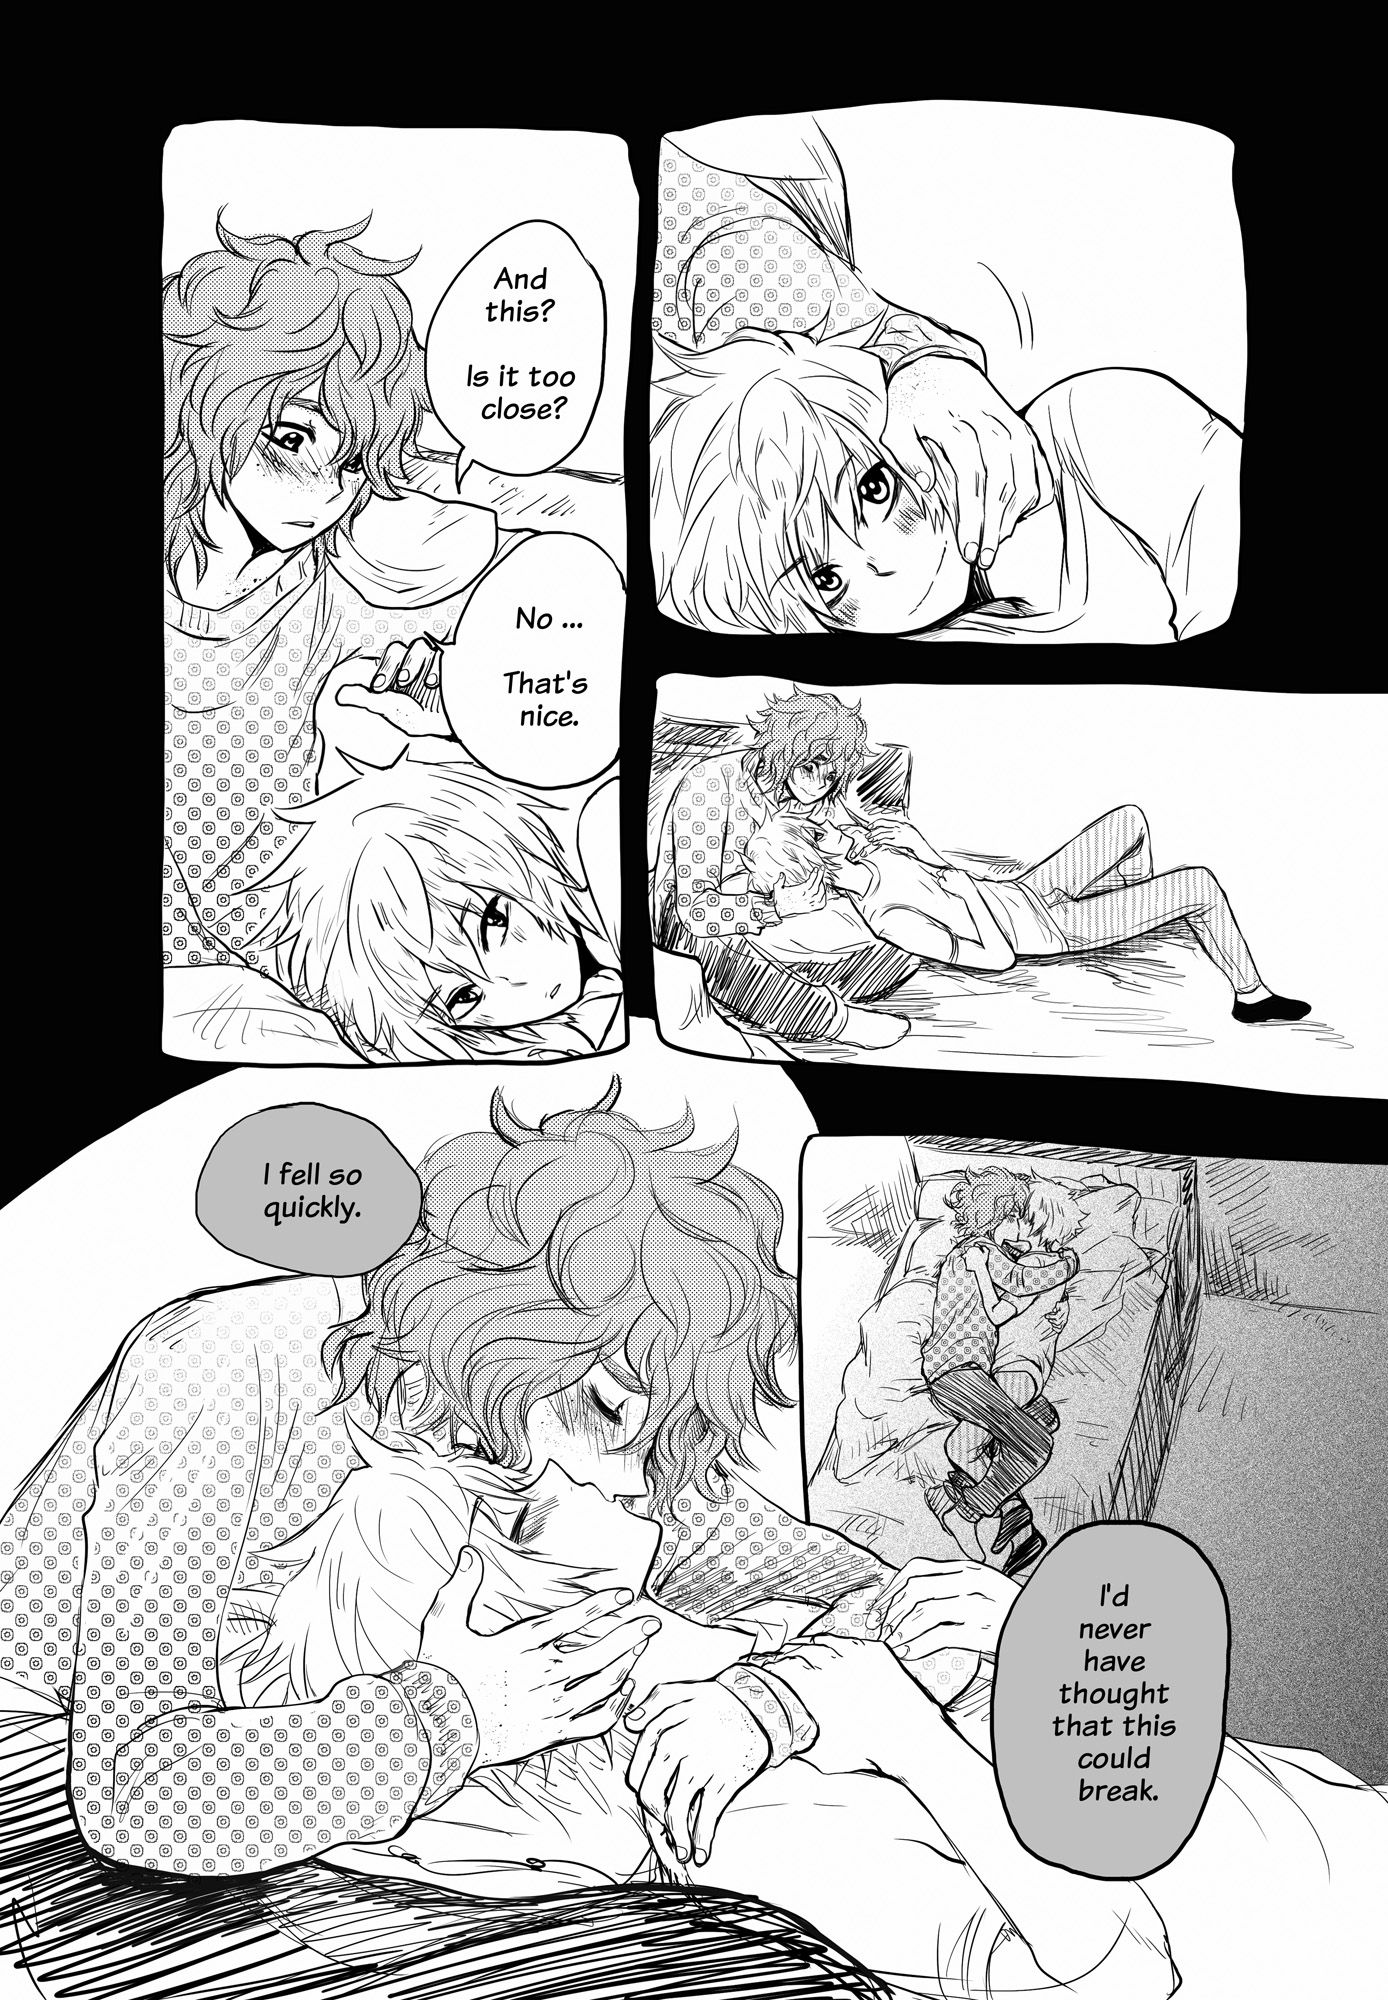 And
this?
Is it too
close?
No ...
That's
nice.
I fell so
quickly.
I'd
never
have
thought
that this
could
break.